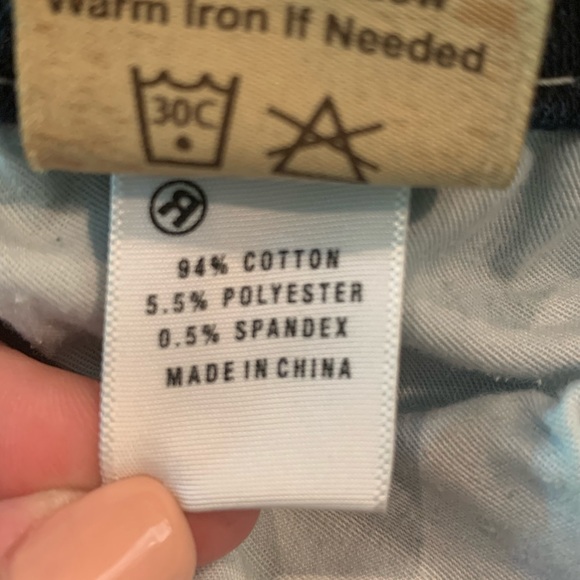 Warm Iron If Needed
30C
R
94% COTTON
5.5% POLYESTER
0.5% SPANDEX
MADE IN CHINA